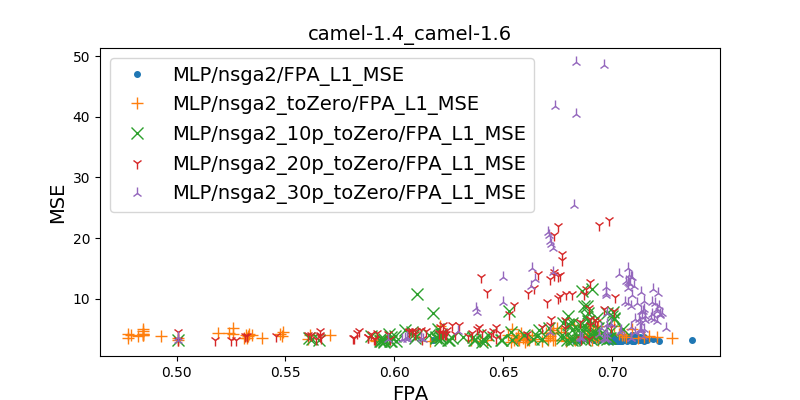 camel-1.4_camel-1.6
MLP/nsga2/FPA_L1_MSE
MLP/nsga2_toZero/FPA_L1_MSE
MLP/nsga2_10p_toZero/FPA_L1_MSE
MLP/nsga2_20p_toZero/FPA_L1_MSE
MLP/nsga2_30p_toZero/FPA_L1_MSE
MSE
50
40
30
20
10
0.50 0.55 0.60 0.65 0.70
FPA